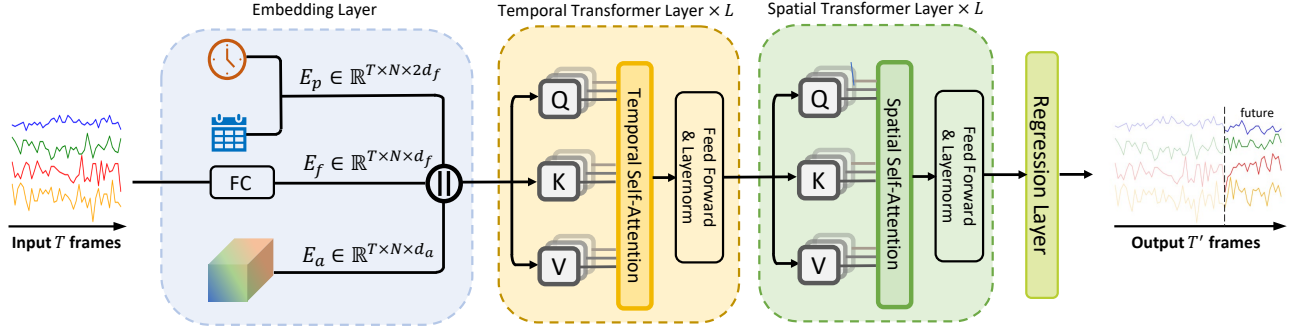 Embedding Layer
Temporal Transformer Layer × L
Spatial Transformer Layer × L
E_p ∈ ℝ^{T×N×2d_f}
FC
E_f ∈ ℝ^{T×N×d_f}
E_a ∈ ℝ^{T×N×d_a}
||
Input T frames
Q
K
V
Temporal Self-Attention
Feed Forward
& Layernorm
Q
K
V
Spatial Self-Attention
Feed Forward
& Layernorm
Regression Layer
future
Output T′ frames